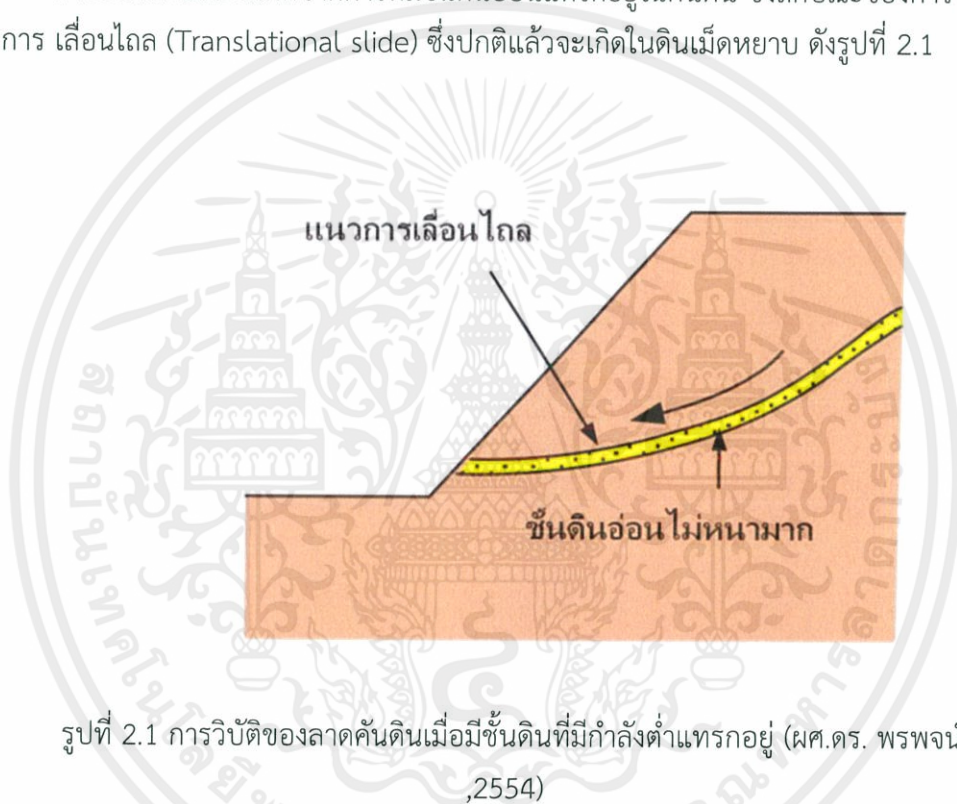 การ เลื่อนไถล (Translational slide) ซึ่งปกติแล้วจะเกิดในดินเม็ดหยาบ ดังรูปที่ 2.1
แนวการเลื่อนไถล
ชั้นดินอ่อนไม่หนามาก
รูปที่ 2.1 การวิบัติของลาดคันดินเมื่อมีชั้นดินที่มีกำลังต่ำแทรกอยู่ (ผศ.ดร. พรพจน์
,2554)